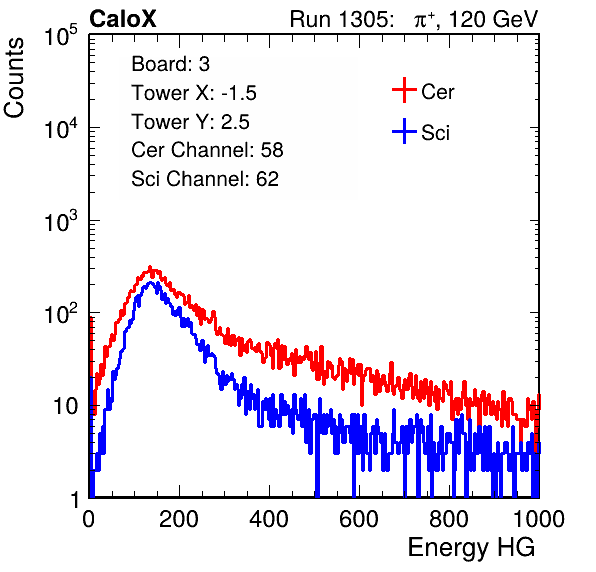 CaloX Run 1305: π⁺, 120 GeV
Counts
Board: 3
Tower X: -1.5
Tower Y: 2.5
Cer Channel: 58
Sci Channel: 62
Cer
Sci
10⁵
10⁴
10³
10²
10
1
0 200 400 600 800 1000
Energy HG